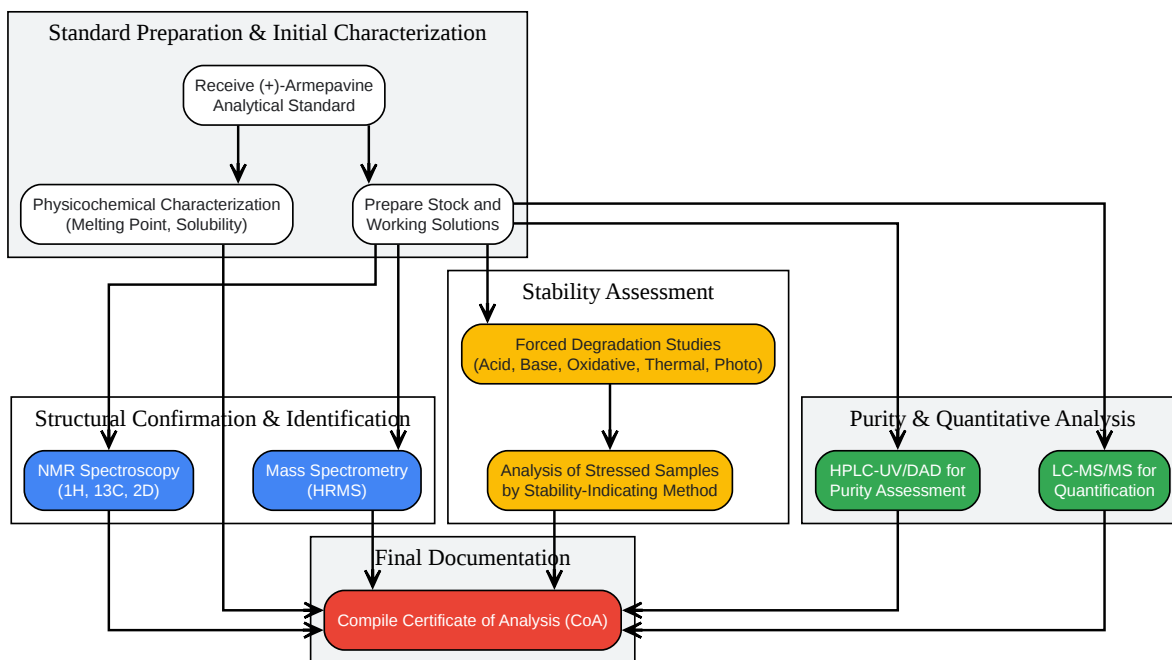 Standard Preparation & Initial Characterization
Receive (+)-Armepavine
Analytical Standard
Physicochemical Characterization
(Melting Point, Solubility)
Prepare Stock and
Working Solutions
Stability Assessment
Forced Degradation Studies
(Acid, Base, Oxidative, Thermal, Photo)
Analysis of Stressed Samples
by Stability-Indicating Method
Structural Confirmation & Identification
NMR Spectroscopy
(1H, 13C, 2D)
Mass Spectrometry
(HRMS)
Purity & Quantitative Analysis
HPLC-UV/DAD for
Purity Assessment
LC-MS/MS for
Quantification
Final Documentation
Compile Certificate of Analysis (CoA)